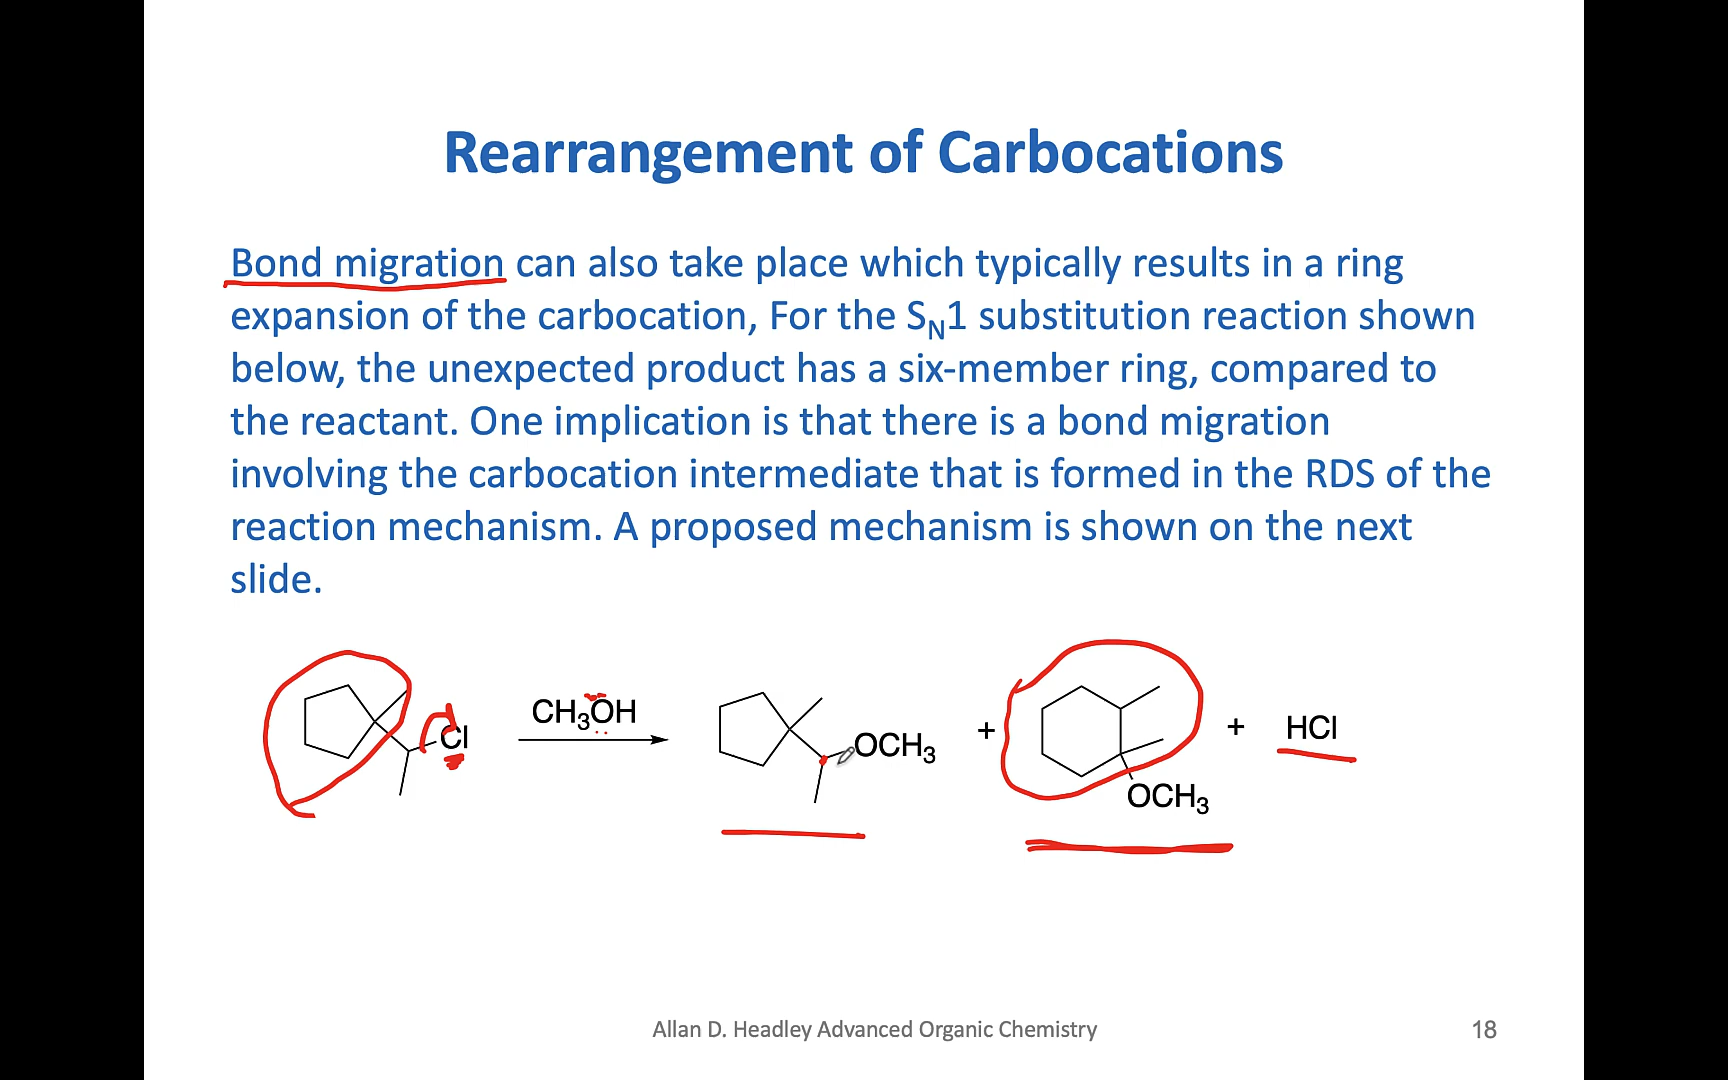 Rearrangement of Carbocations
Bond migration can also take place which typically results in a ring
expansion of the carbocation, For the SN1 substitution reaction shown
below, the unexpected product has a six-member ring, compared to
the reactant. One implication is that there is a bond migration
involving the carbocation intermediate that is formed in the RDS of the
reaction mechanism. A proposed mechanism is shown on the next
slide.
Cl
CH3OH
OCH3
+
OCH3
+
HCl
Allan D. Headley Advanced Organic Chemistry
18